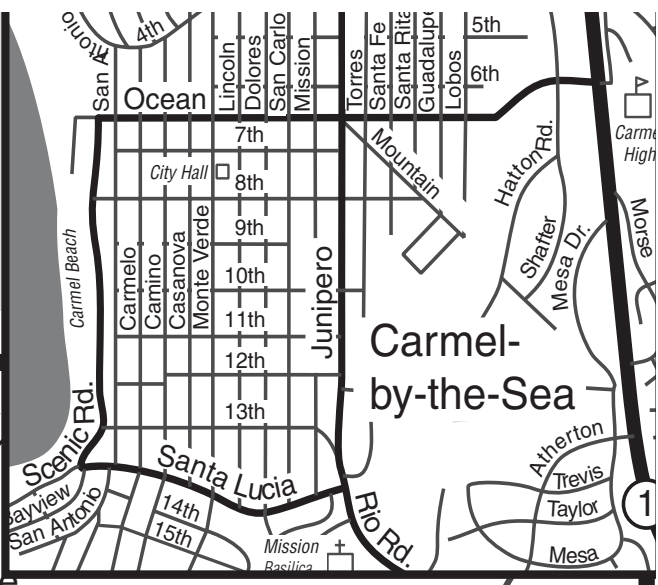 San Antonio
4th
5th
6th
Lincoln
Dolores
San Carlo
Mission
Torres
Santa Fe
Santa Rita
Guadalupe
Lobos
Ocean
7th
Mountain
City Hall
8th
9th
10th
11th
12th
13th
Carmel Beach
Carmelo
Camino
Casanova
Monte Verde
Junipero
Carmel-
by-the-Sea
Hatton Rd.
Shafter
Mesa Dr.
Morse
Carme
High
Scenic Rd.
Santa Lucia
Bayview
San Antonio
14th
15th
Mission
Basilica
Rio Rd.
Atherton
Trevis
Taylor
Mesa
1